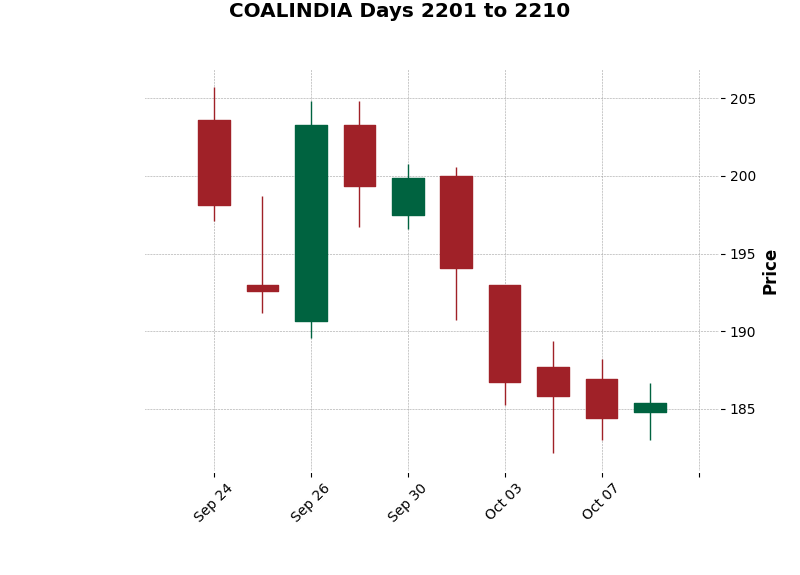 COALINDIA Days 2201 to 2210
205
200
195
190
185
Price
Sep 24
Sep 26
Sep 30
Oct 03
Oct 07